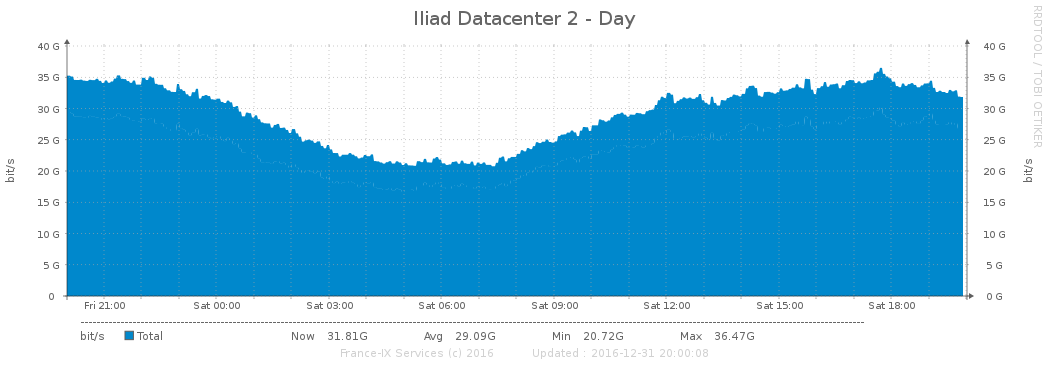 Iliad Datacenter 2 - Day
RRDTOOL / TOBI OETIKER
40 G 40 G
35 G 35 G
30 G 30 G
25 G 25 G
20 G 20 G
15 G 15 G
10 G 10 G
5 G 5 G
0 0 G
bit/s
bit/s
Fri 21:00 Sat 00:00 Sat 03:00 Sat 06:00 Sat 09:00 Sat 12:00 Sat 15:00 Sat 18:00
bit/s Total Now 31.81G Avg 29.09G Min 20.72G Max 36.47G
France-IX Services (c) 2016 Updated : 2016-12-31 20:00:08